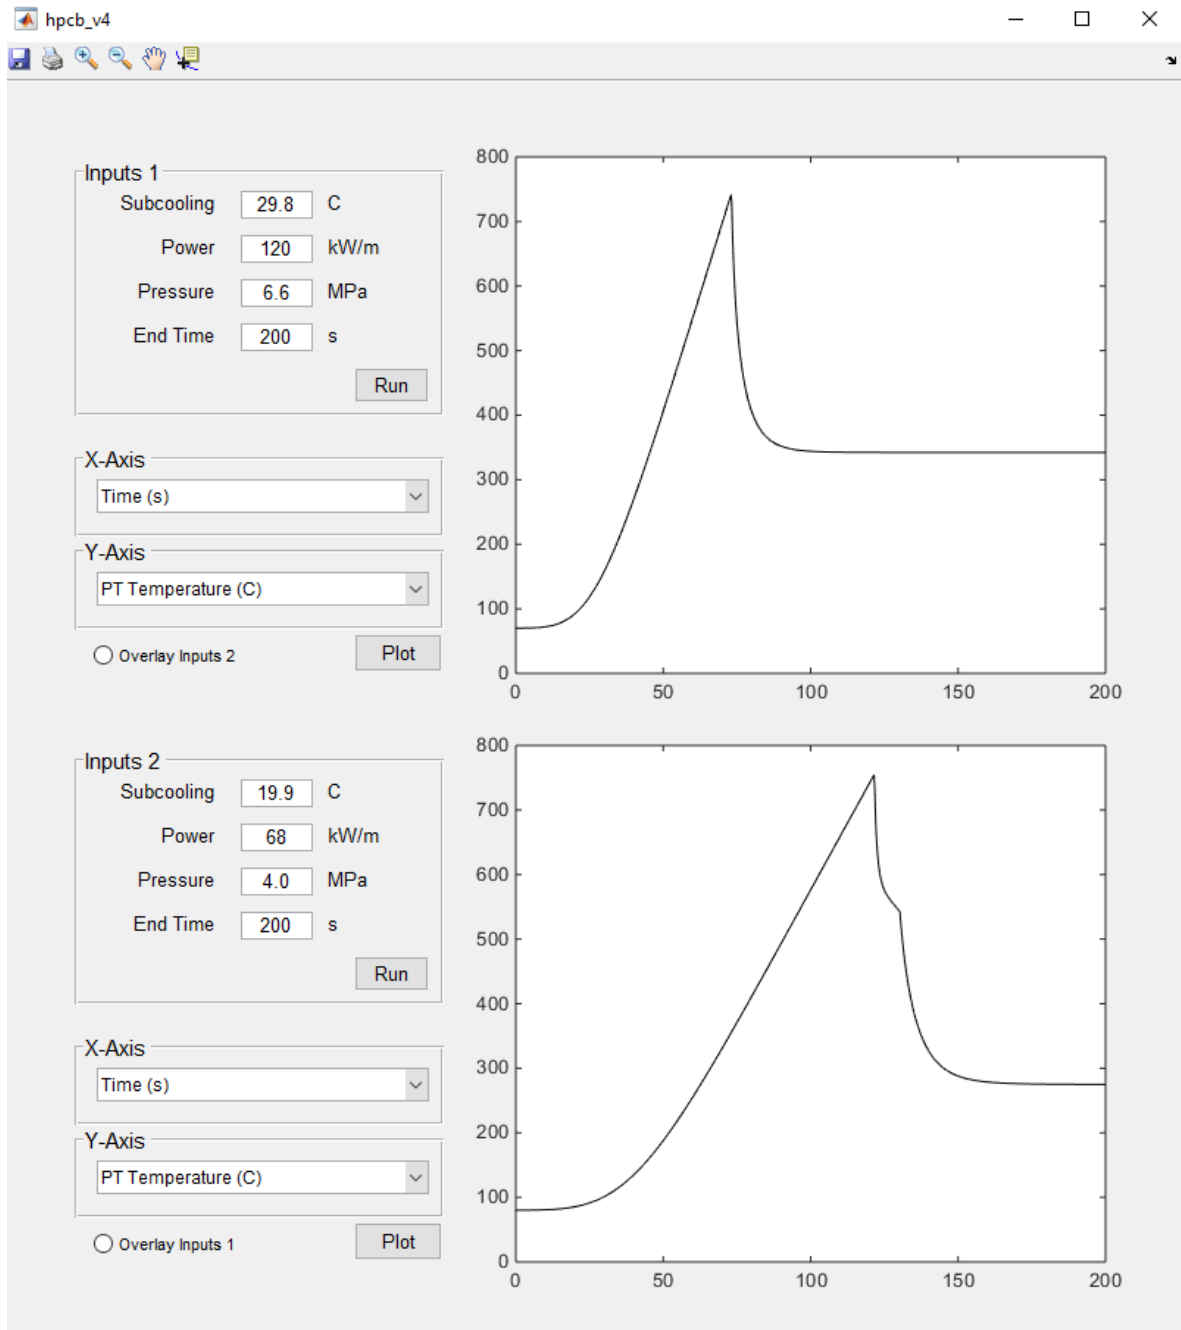 hpcb_v4
Inputs 1
Subcooling 29.8 C
Power 120 kW/m
Pressure 6.6 MPa
End Time 200 s
Run
X-Axis
Time (s)
Y-Axis
PT Temperature (C)
Overlay Inputs 2 Plot
800
700
600
500
400
300
200
100
0
0 50 100 150 200
Inputs 2
Subcooling 19.9 C
Power 68 kW/m
Pressure 4.0 MPa
End Time 200 s
Run
X-Axis
Time (s)
Y-Axis
PT Temperature (C)
Overlay Inputs 1 Plot
800
700
600
500
400
300
200
100
0
0 50 100 150 200